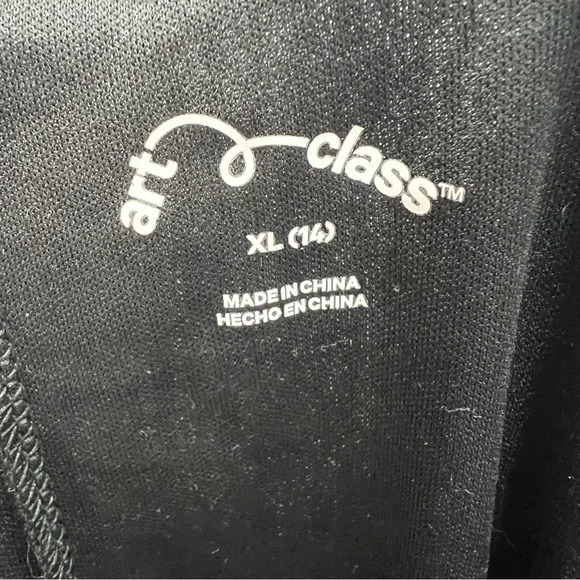 art class™
XL (14)
MADE IN CHINA
HECHO EN CHINA